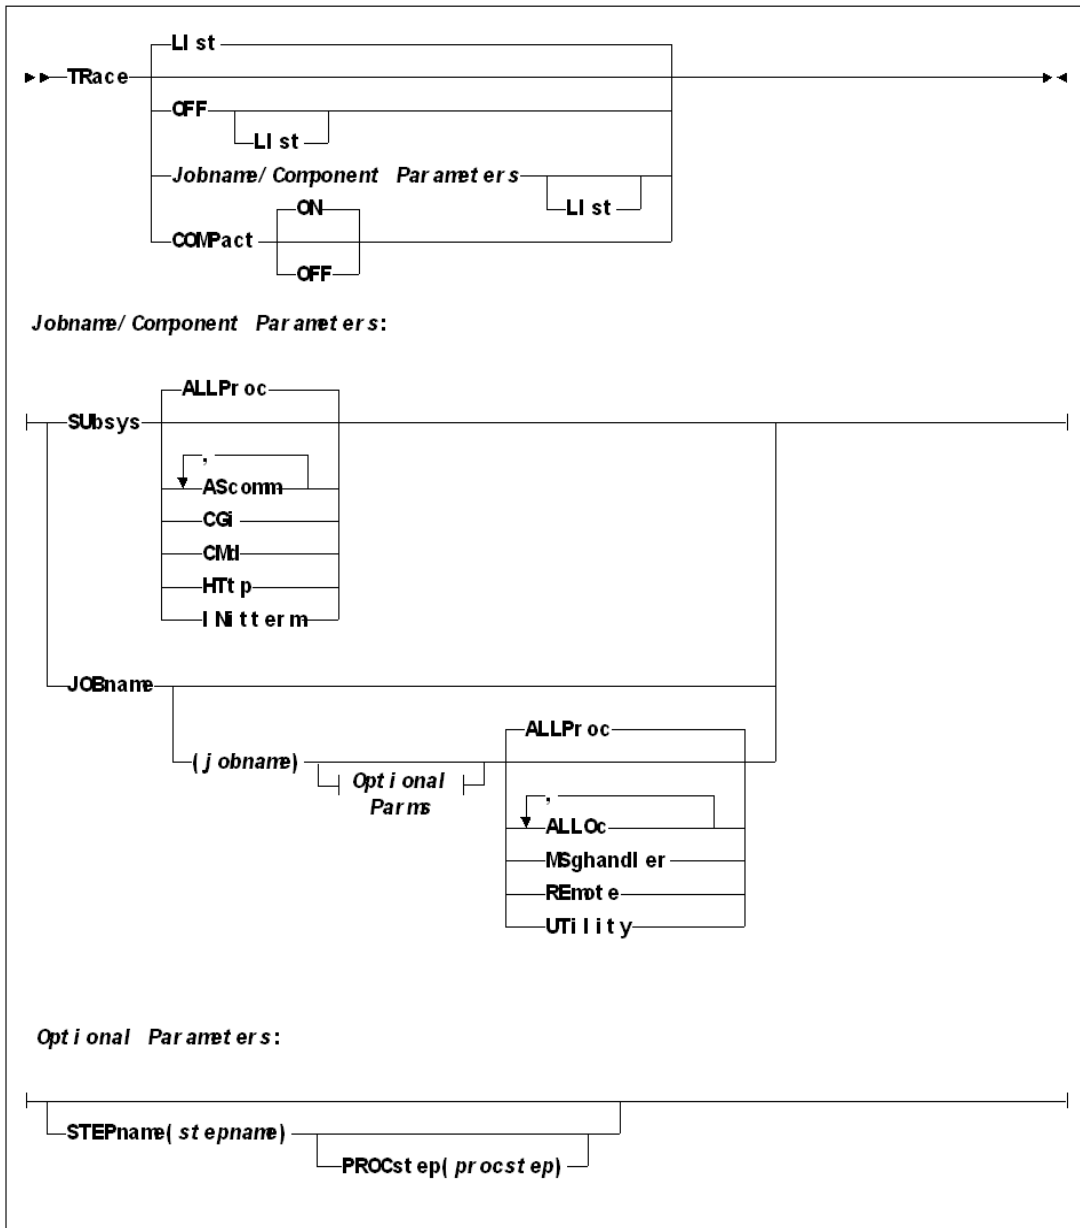 LIst
TRace
OFF
LIst
Jobname/Component Parameters
ON
LIst
COMPact
OFF
Jobname/Component Parameters:
ALLProc
SUbsys
,
AScomm
CGi
CMd
HTtp
INitterm
JOBname
ALLProc
(jobname)
Optional
Parms
,
ALLOc
MSghandler
REmote
UTility
Optional Parameters:
STEPname(stepname)
PROCstep(procstep)